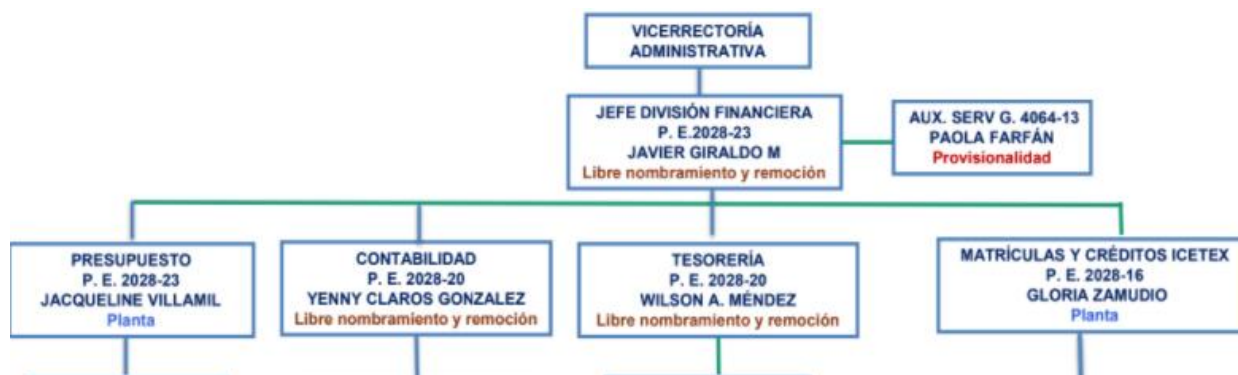 VICERRECTORÍA
ADMINISTRATIVA
JEFE DIVISIÓN FINANCIERA
P. E.2028-23
JAVIER GIRALDO M
Libre nombramiento y remoción
AUX. SERV G. 4064-13
PAOLA FARFÁN
Provisionalidad
PRESUPUESTO
P. E. 2028-23
JACQUELINE VILLAMIL
Planta
CONTABILIDAD
P. E. 2028-20
YENNY CLAROS GONZALEZ
Libre nombramiento y remoción
TESORERÍA
P. E. 2028-20
WILSON A. MÉNDEZ
Libre nombramiento y remoción
MATRÍCULAS Y CRÉDITOS ICETEX
P. E. 2028-16
GLORIA ZAMUDIO
Planta